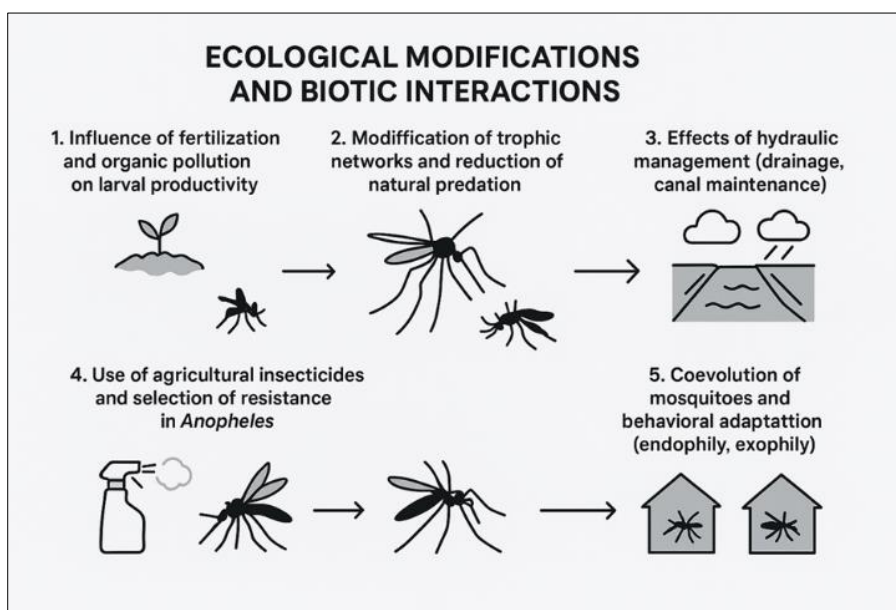 ECOLOGICAL MODIFICATIONS
AND BIOTIC INTERACTIONS
1. Influence of fertilization
and organic pollution
on larval productivity
2. Modiffication of trophic
networks and reduction of
natural predation
3. Effects of hydraulic
management (drainage,
canal maintenance)
4. Use of agricultural insecticides
and selection of resistance
in Anopheles
5. Coevolution of
mosquitoes and
behavioral adaptattion
(endophily, exophily)